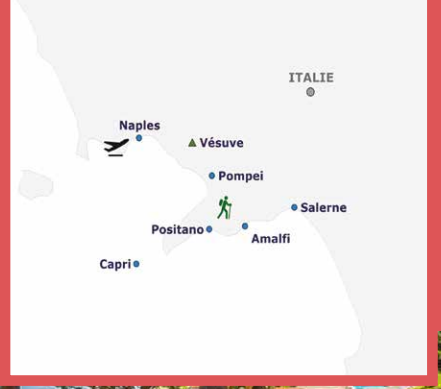 ITALIE
Naples
Vésuve
Pompei
Salerne
Positano
Amalfi
Capri